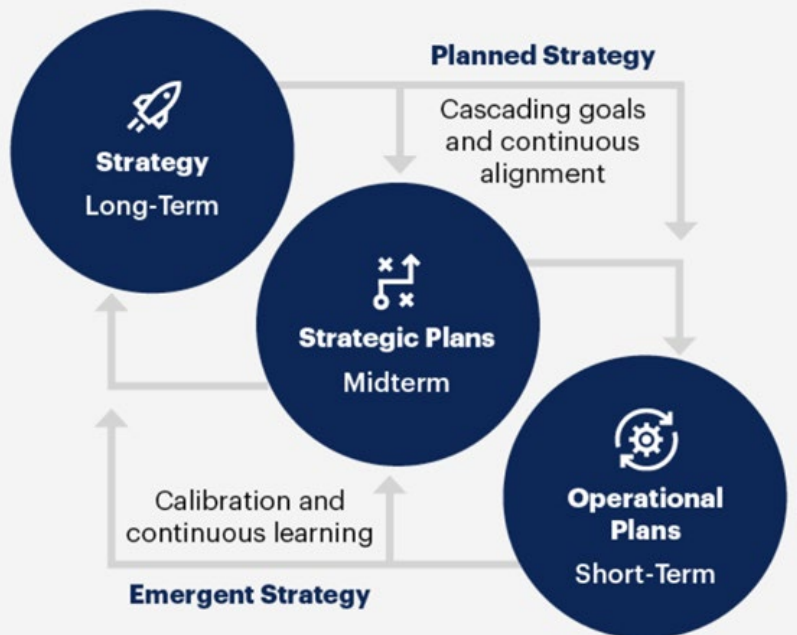 Planned Strategy
Cascading goals
and continuous
alignment
Strategy
Long-Term
Strategic Plans
Midterm
Operational
Plans
Short-Term
Calibration and
continuous learning
Emergent Strategy